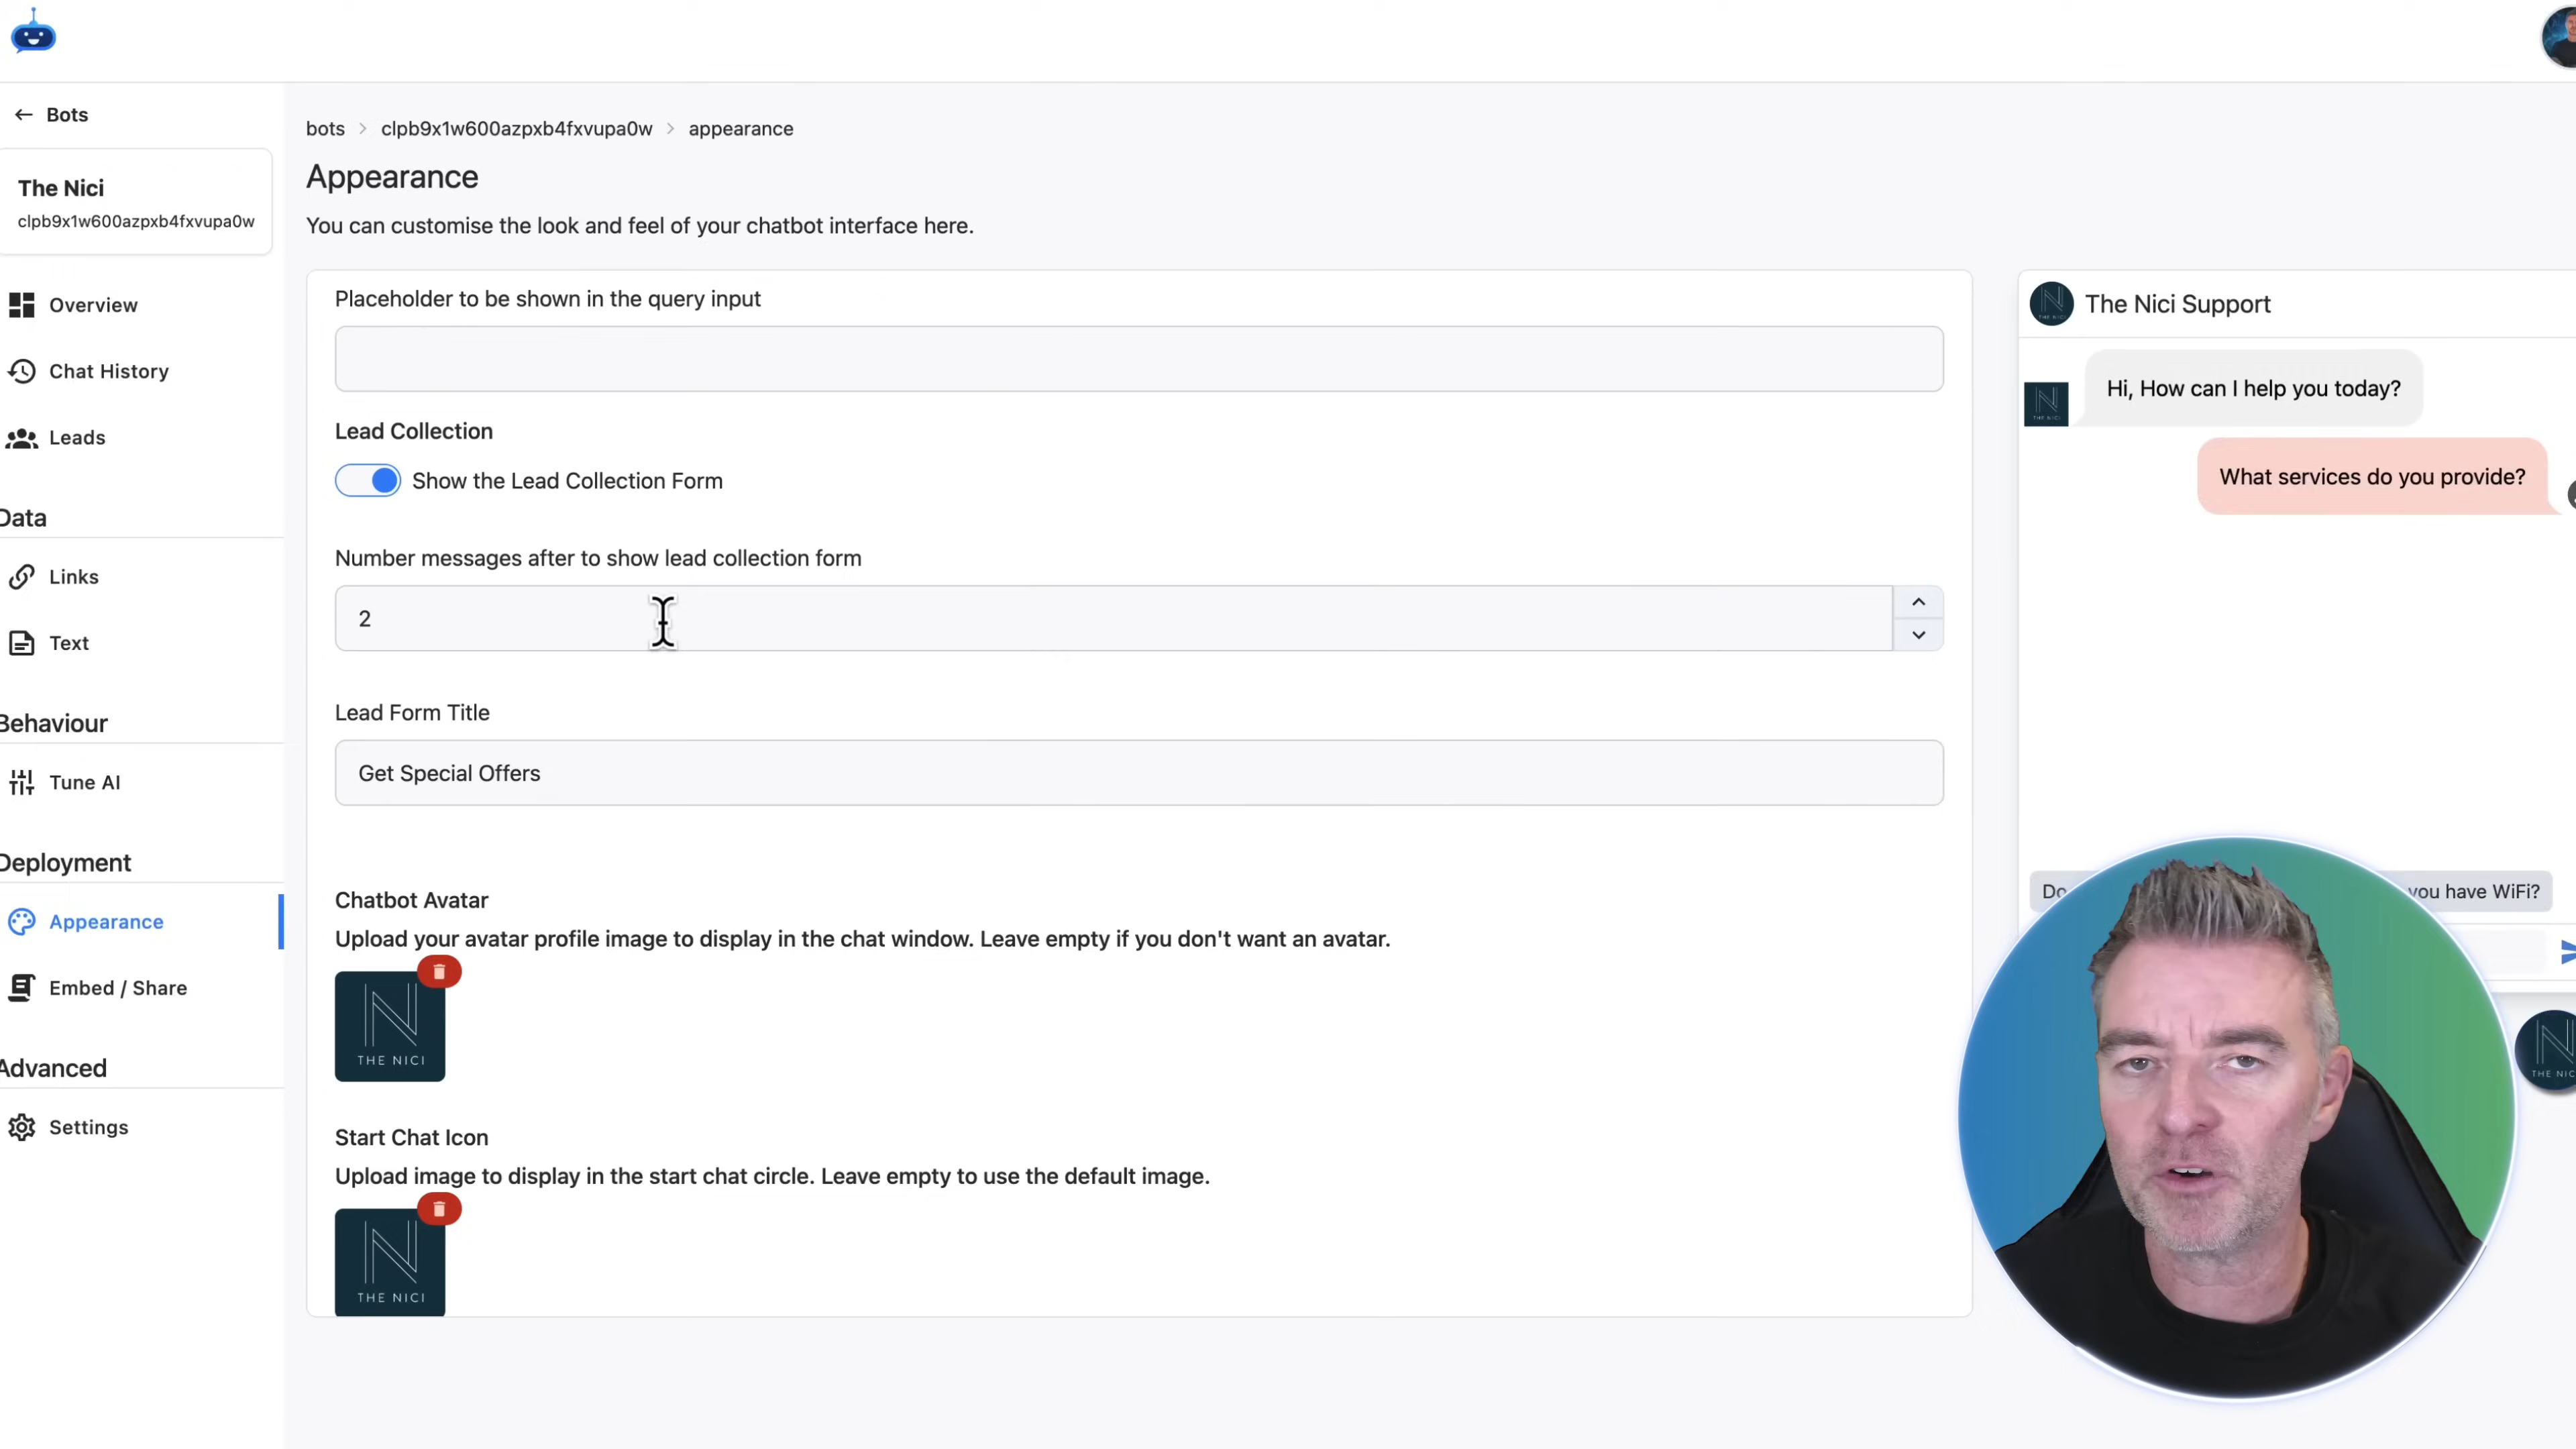 Bots
The Nici
clpb9x1w600azpxb4fxvupa0w
Overview
Chat History
Leads
Data
Links
Text
Behaviour
Tune AI
Deployment
Appearance
Embed / Share
Advanced
Settings
bots > clpb9x1w600azpxb4fxvupa0w > appearance
Appearance
You can customise the look and feel of your chatbot interface here.
Placeholder to be shown in the query input
Lead Collection
Show the Lead Collection Form
Number messages after to show lead collection form
2
Lead Form Title
Get Special Offers
Chatbot Avatar
Upload your avatar profile image to display in the chat window. Leave empty if you don't want an avatar.
N
THE NICI
Start Chat Icon
Upload image to display in the start chat circle. Leave empty to use the default image.
N
THE NICI
The Nici Support
Hi, How can I help you today?
What services do you provide?
Do
you have WiFi?